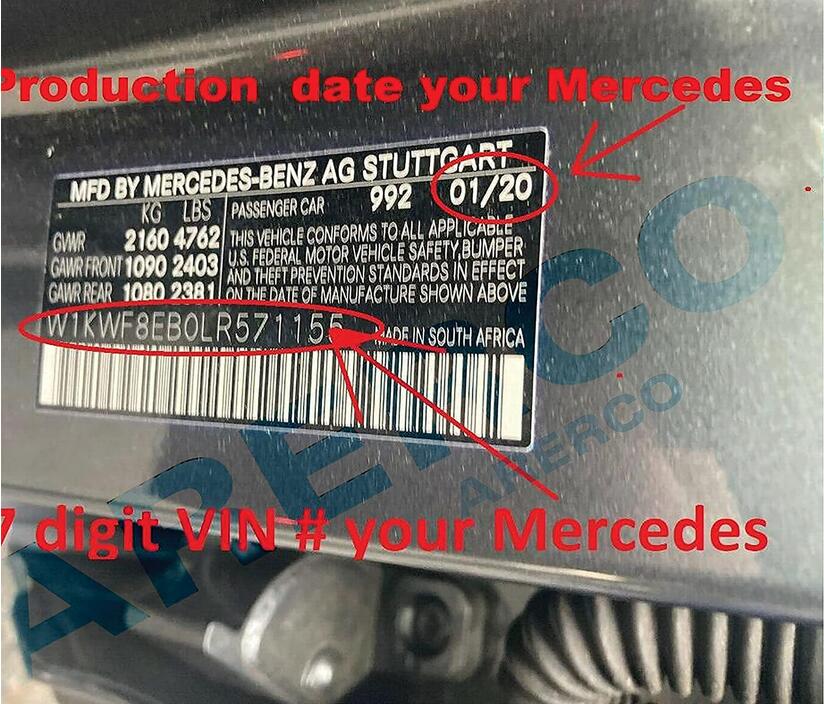 Production date your Mercedes
MFD BY MERCEDES-BENZ AG STUTTGART
KG LBS PASSENGER CAR 992 01/20
GVWR 2160 4762 THIS VEHICLE CONFORMS TO ALL APPLICABLE
GAWR FRONT 1090 2403 U.S. FEDERAL MOTOR VEHICLE SAFETY, BUMPER
AND THEFT PREVENTION STANDARDS IN EFFECT
GAWR REAR 1080 2381 ON THE DATE OF MANUFACTURE SHOWN ABOVE
W1KWF8EB0LR571155 MADE IN SOUTH AFRICA
APERCO
APERCO
7 digit VIN # your Mercedes